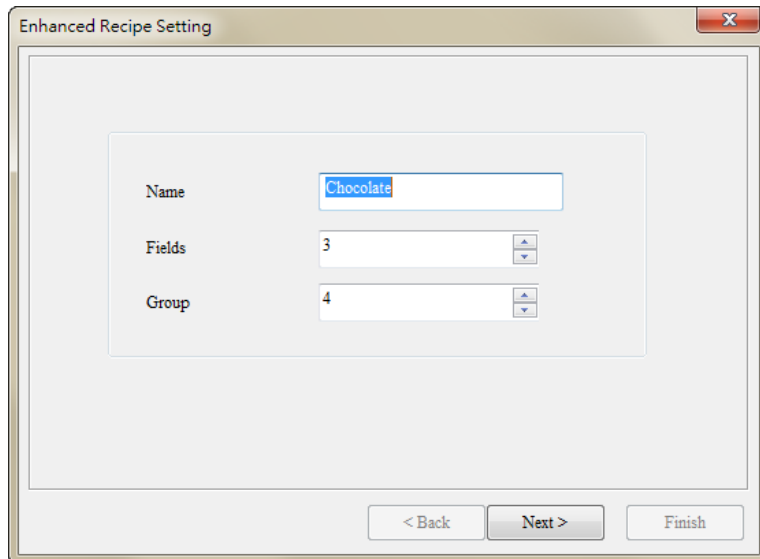 Enhanced Recipe Setting
Name Chocolate
Fields 3
Group 4
< Back Next > Finish